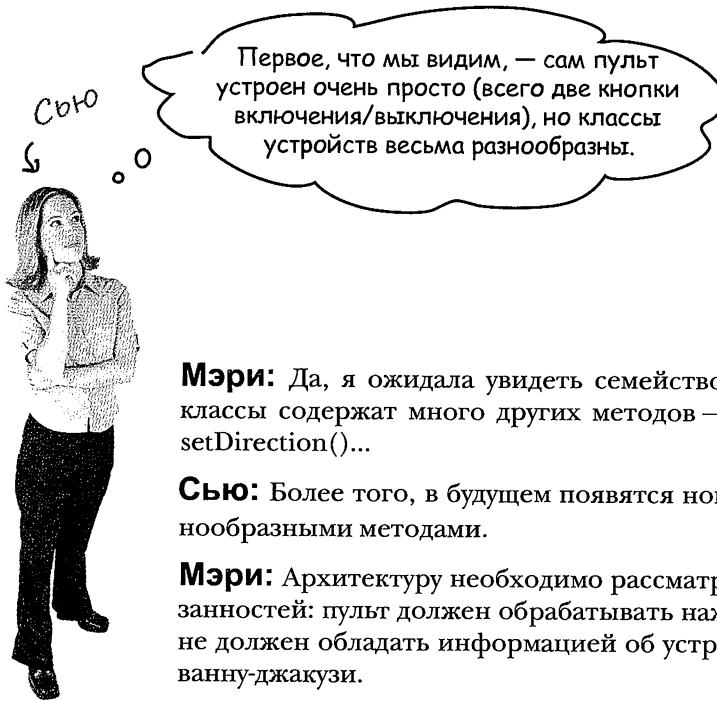 Первое, что мы видим, — сам пульт
устроен очень просто (всего две кнопки
включения/выключения), но классы
устройств весьма разнообразны.
Сью
Мэри: Да, я ожидала увидеть семейство
классы содержат много других методов —
setDirection()...
Сью: Более того, в будущем появятся но
нообразными методами.
Мэри: Архитектуру необходимо рассматр
занностей: пульт должен обрабатывать на
не должен обладать информацией об устр
ванну-джакузи.